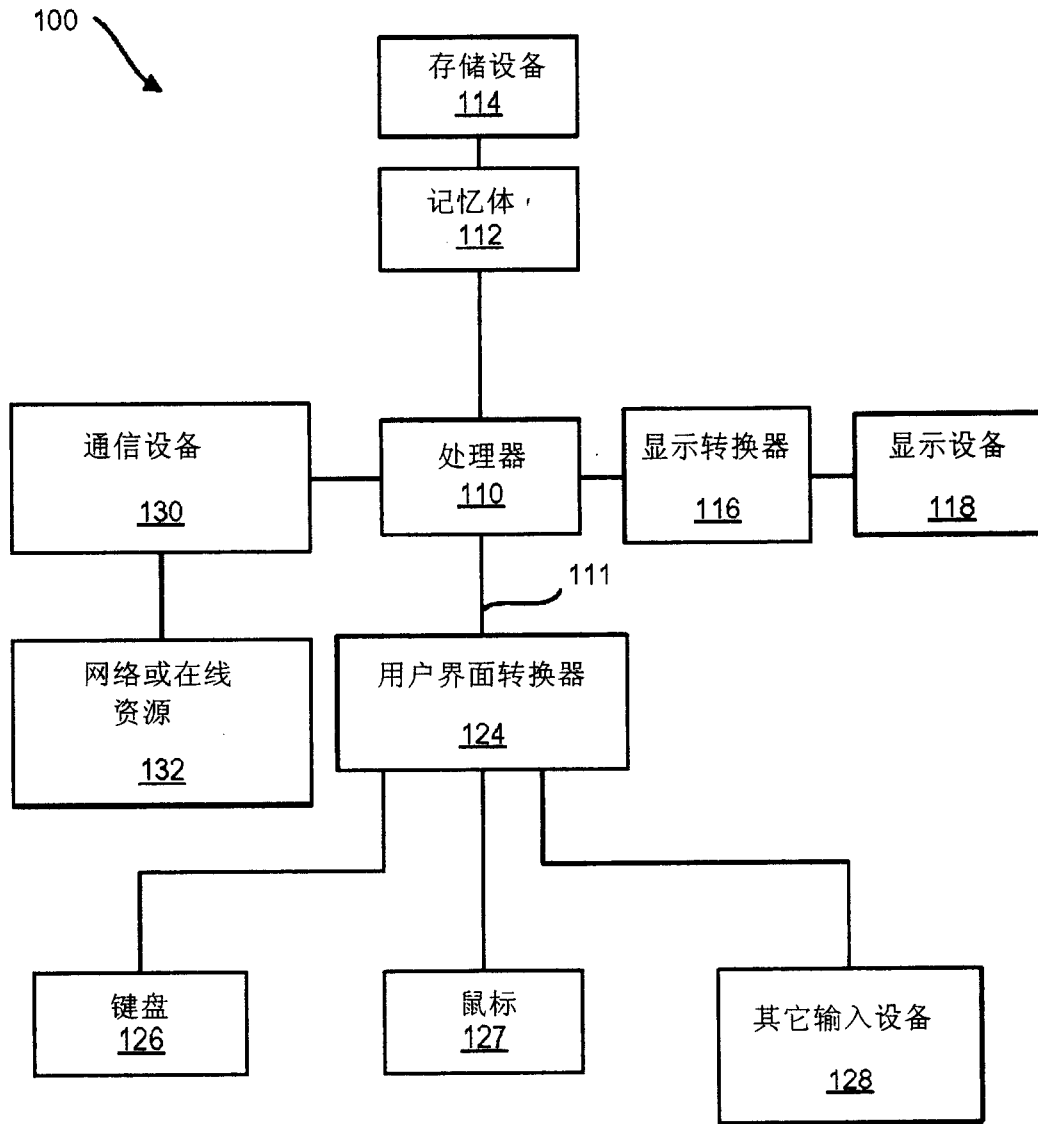 100
存储设备
114
记忆体
112
通信设备
130
处理器
110
显示转换器
116
显示设备
118
111
网络或在线
资源
132
用户界面转换器
124
键盘
126
鼠标
127
其它输入设备
128